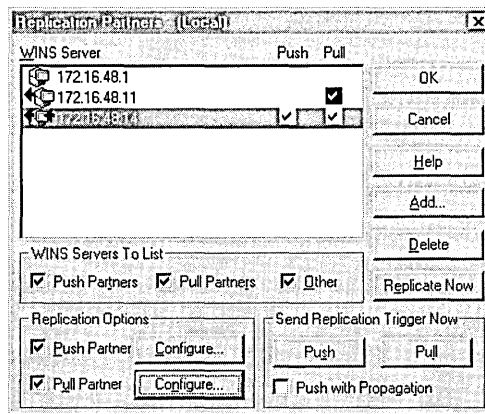 Replication Partners - (Local)
WINS Server Push Pull
172.16.48.1
172.16.48.11
172.16.48.14
OK
Cancel
Help
Add...
Delete
Replicate Now
WINS Servers To List
Push Partners Pull Partners Other
Replication Options
Push Partner Configure...
Pull Partner Configure...
Send Replication Trigger Now
Push Pull
Push with Propagation